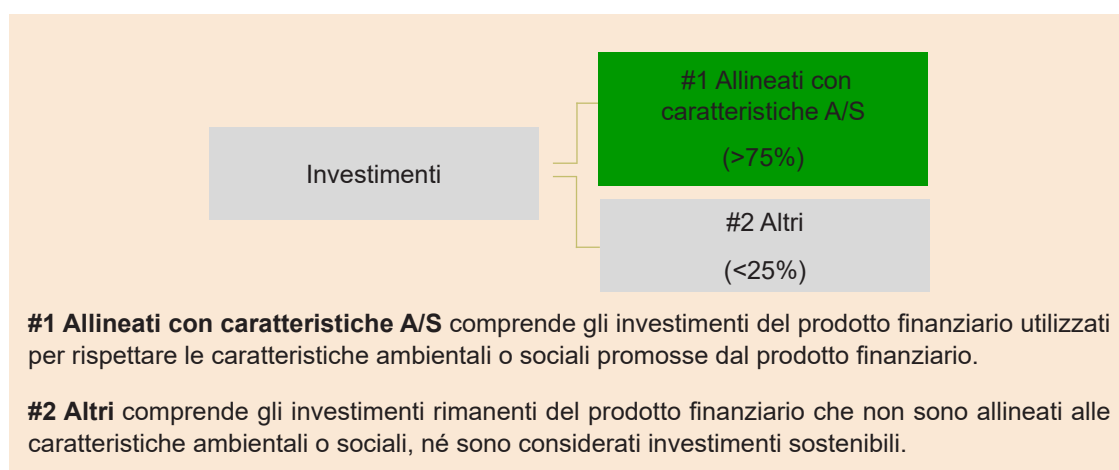 #1 Allineati con
caratteristiche A/S
(>75%)
Investimenti
#2 Altri
(<25%)
#1 Allineati con caratteristiche A/S comprende gli investimenti del prodotto finanziario utilizzati
per rispettare le caratteristiche ambientali o sociali promosse dal prodotto finanziario.
#2 Altri comprende gli investimenti rimanenti del prodotto finanziario che non sono allineati alle
caratteristiche ambientali o sociali, né sono considerati investimenti sostenibili.